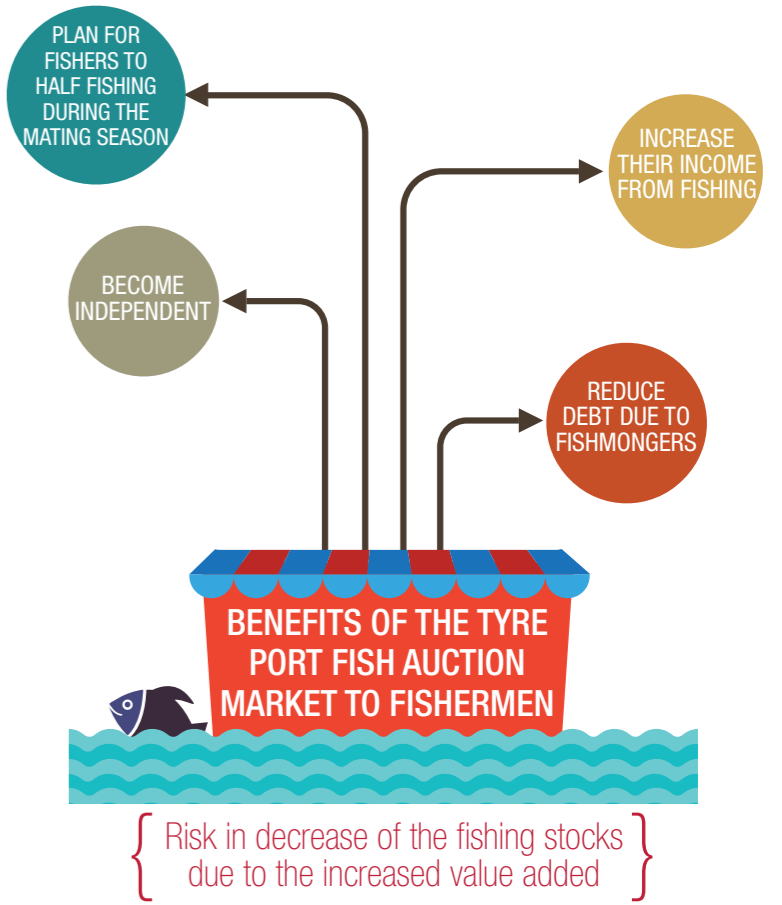 PLAN FOR
FISHERS TO
HALF FISHING
DURING THE
MATING SEASON
INCREASE
THEIR INCOME
FROM FISHING
BECOME
INDEPENDENT
REDUCE
DEBT DUE TO
FISHMONGERS
BENEFITS OF THE TYRE
PORT FISH AUCTION
MARKET TO FISHERMEN
Risk in decrease of the fishing stocks
due to the increased value added